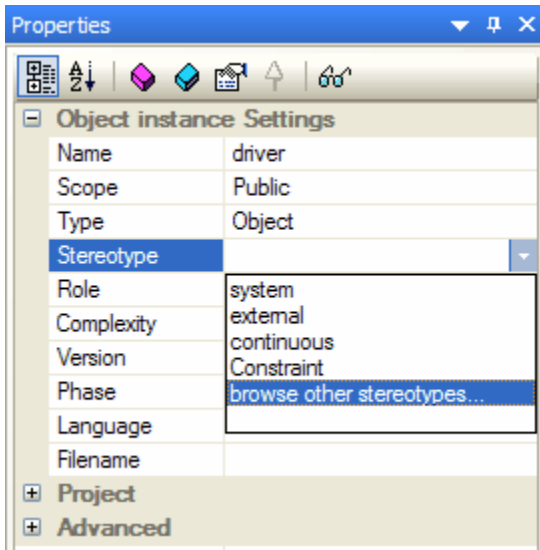 Properties
Object instance Settings
Name driver
Scope Public
Type Object
Stereotype
Role
system
external
Complexity
continuous
Version
Constraint
Phase
browse other stereotypes...
Language
Filename
Project
Advanced